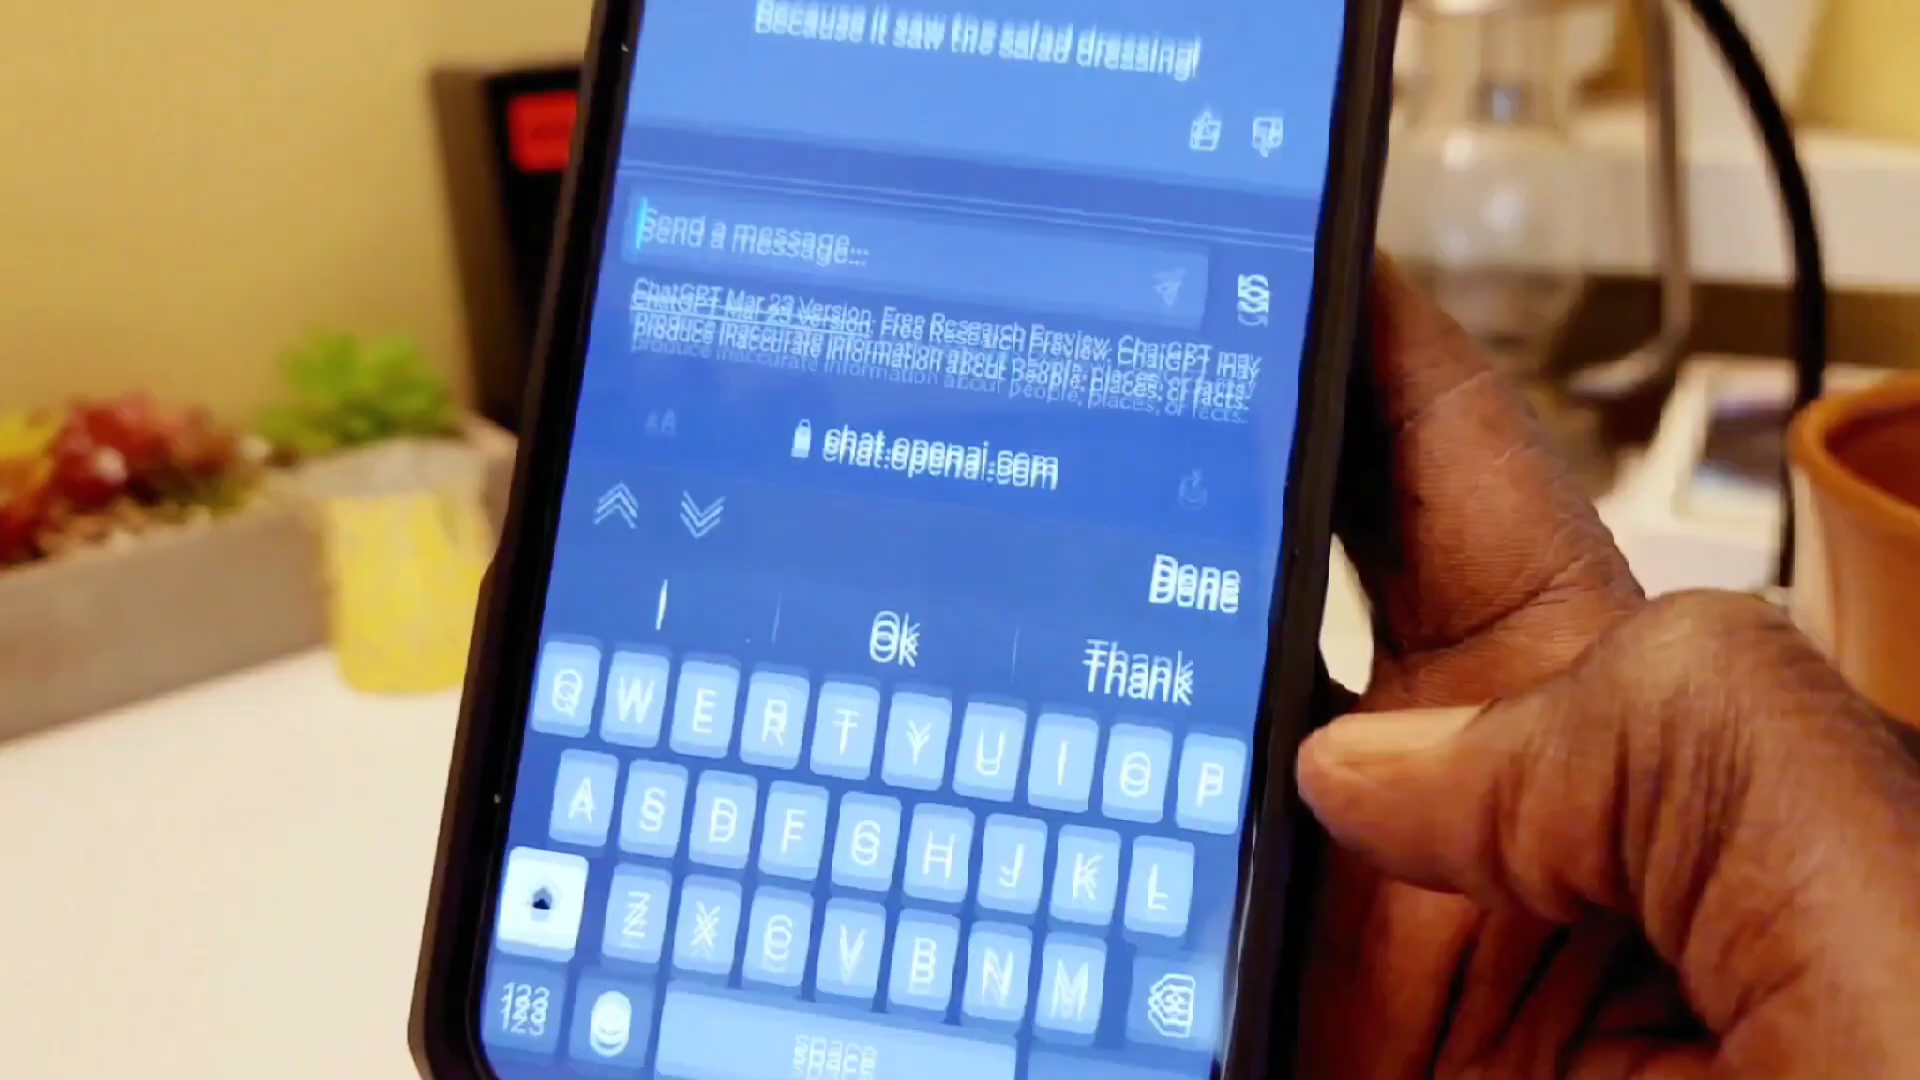 Because it saw the salad dressing!
Send a message...
ChatGPT Mar 23 Version. Free Research Preview. ChatGPT may
produce inaccurate information about people, places, or facts.
AA
chat.openai.com
Done
I
Ok
Thank
Q W E R T Y U I O P
A S D F G H J K L
Z X C V B N M
123
space